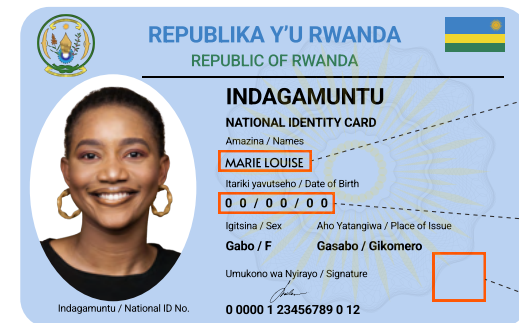 REPUBLIKA Y'U RWANDA
REPUBLIC OF RWANDA
INDAGAMUNTU
NATIONAL IDENTITY CARD
Amazina / Names
MARIE LOUISE
Itariki yavutseho / Date of Birth
0 0 / 0 0 / 0 0
Igitsina / Sex Aho Yatangiwe / Place of Issue
Gabo / F Gasabo / Gikomero
Umukono wa Nyirayo / Signature
Indagamuntu / National ID No. 0 0000 1 23456789 0 12